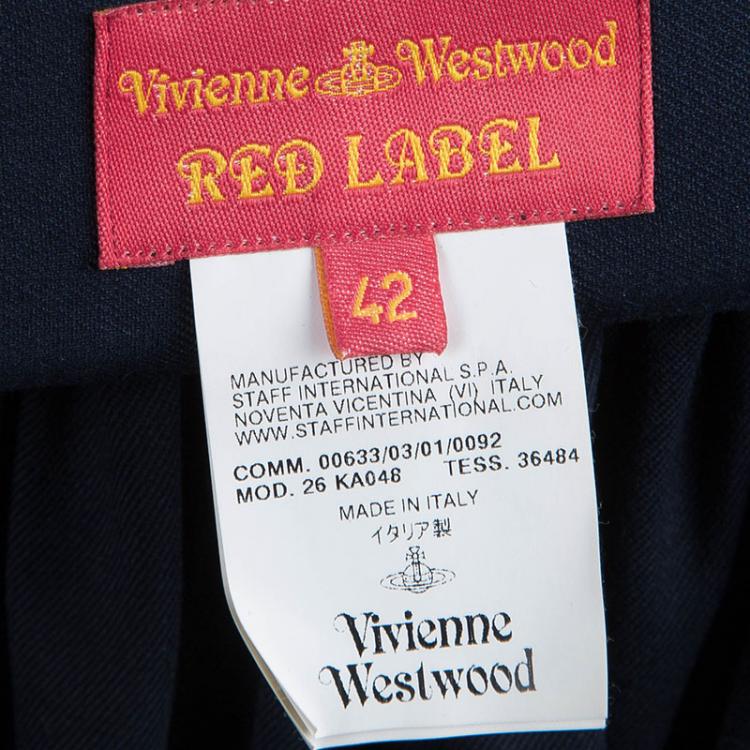 Vivienne Westwood
RED LABEL
42
MANUFACTURED BY
STAFF INTERNATIONAL S.P.A.
NOVENTA VICENTINA (VI) ITALY
WWW.STAFFINTERNATIONAL.COM
COMM. 00633/03/01/0092
MOD. 26 KA048 TESS. 36484
MADE IN ITALY
イタリア製
Vivienne
Westwood